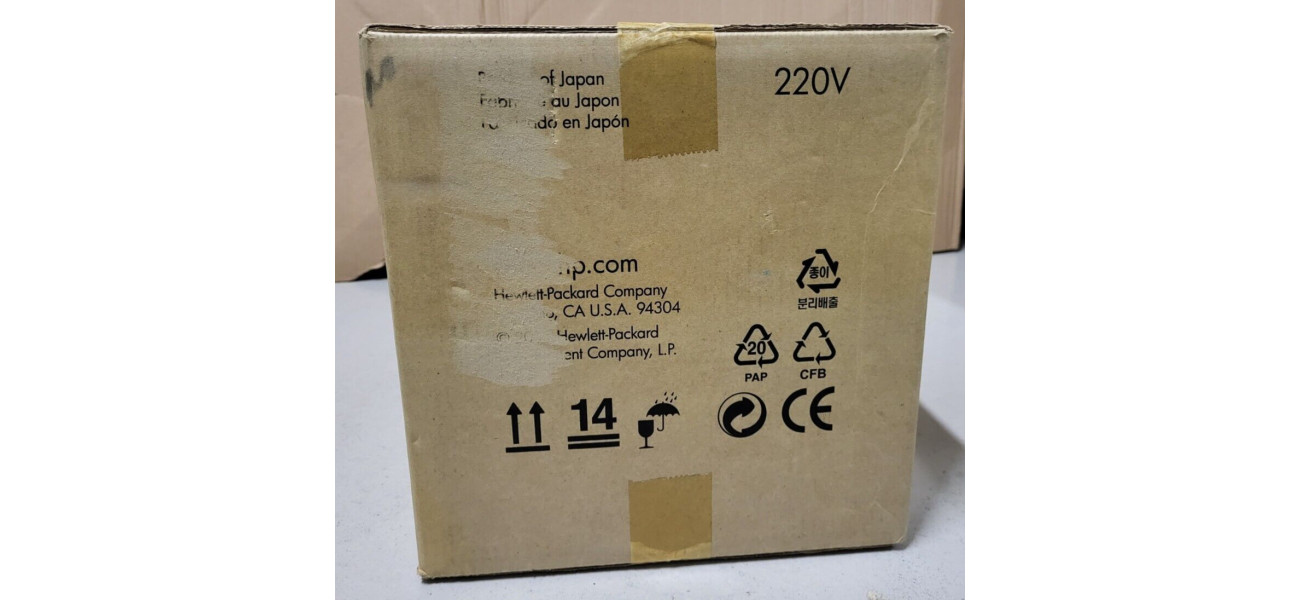 of Japan
220V
au Japon
en Japón
hp.com
Hewlett-Packard Company
CA U.S.A. 94304
© Hewlett-Packard
Company, L.P.
종이
분리배출
20
PAP
CFB
14
CE